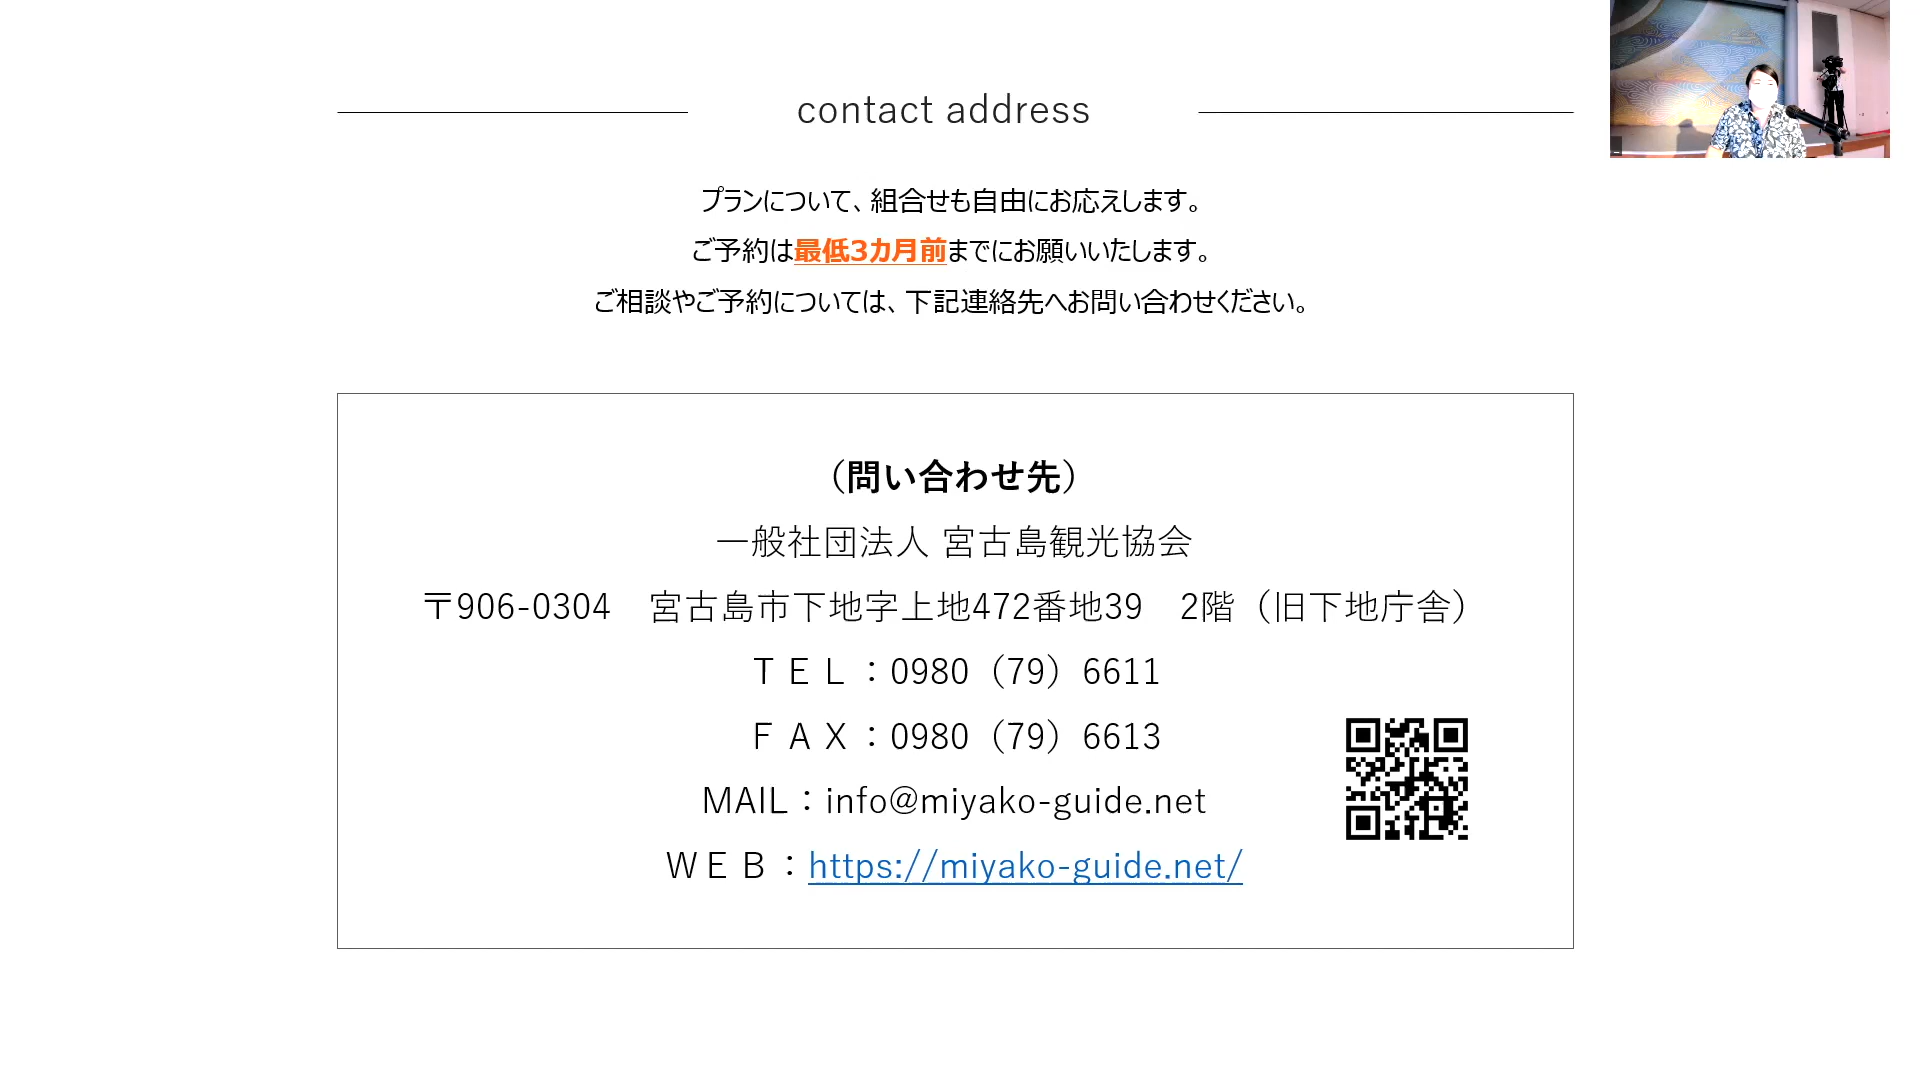 contact address
プランについて、組合せも自由にお応えします。
ご予約は最低3カ月前までにお願いいたします。
ご相談やご予約については、下記連絡先へお問い合わせください。
（問い合わせ先）
一般社団法人 宮古島観光協会
〒906-0304　宮古島市下地字上地472番地39　2階（旧下地庁舎）
ＴＥＬ：0980（79）6611
ＦＡＸ：0980（79）6613
MAIL：info@miyako-guide.net
ＷＥＢ：https://miyako-guide.net/